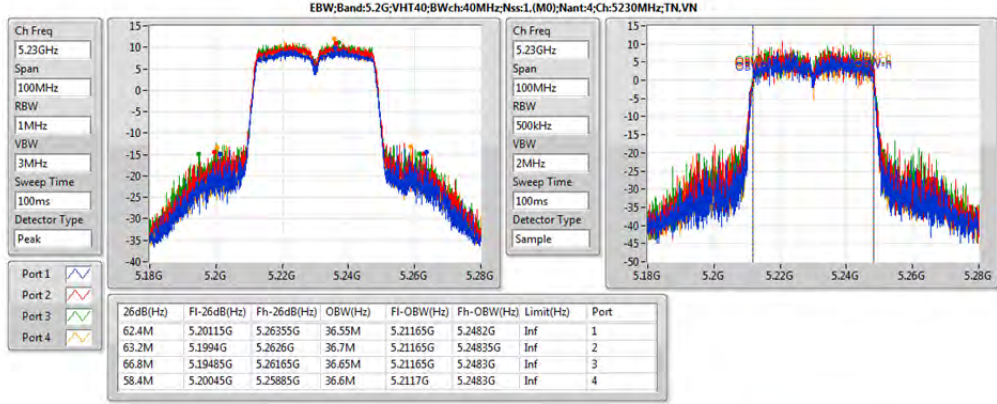 EBW;Band:5.2G;VHT40;BWch:40MHz;Nss:1,(M0);Nant:4;Ch:5230MHz;TN,VN
Ch Freq
5.23GHz
Span
100MHz
RBW
1MHz
VBW
3MHz
Sweep Time
100ms
Detector Type
Peak
15
10
5
0
-5
-10
-15
-20
-25
-30
-35
-40
5.18G 5.2G 5.22G 5.24G 5.26G 5.28G
Ch Freq
5.23GHz
Span
100MHz
RBW
500kHz
VBW
2MHz
Sweep Time
100ms
Detector Type
Sample
15
10
5
0
-5
-10
-15
-20
-25
-30
-35
-40
-45
-50
5.18G 5.2G 5.22G 5.24G 5.26G 5.28G
Port 1
Port 2
Port 3
Port 4
26dB(Hz) Fl-26dB(Hz) Fh-26dB(Hz) OBW(Hz) Fl-OBW(Hz) Fh-OBW(Hz) Limit(Hz) Port
62.4M 5.20115G 5.26355G 36.55M 5.21165G 5.2482G Inf 1
63.2M 5.1994G 5.2626G 36.7M 5.21165G 5.24835G Inf 2
66.8M 5.19485G 5.26165G 36.65M 5.21165G 5.2483G Inf 3
58.4M 5.20045G 5.25885G 36.6M 5.2117G 5.2483G Inf 4